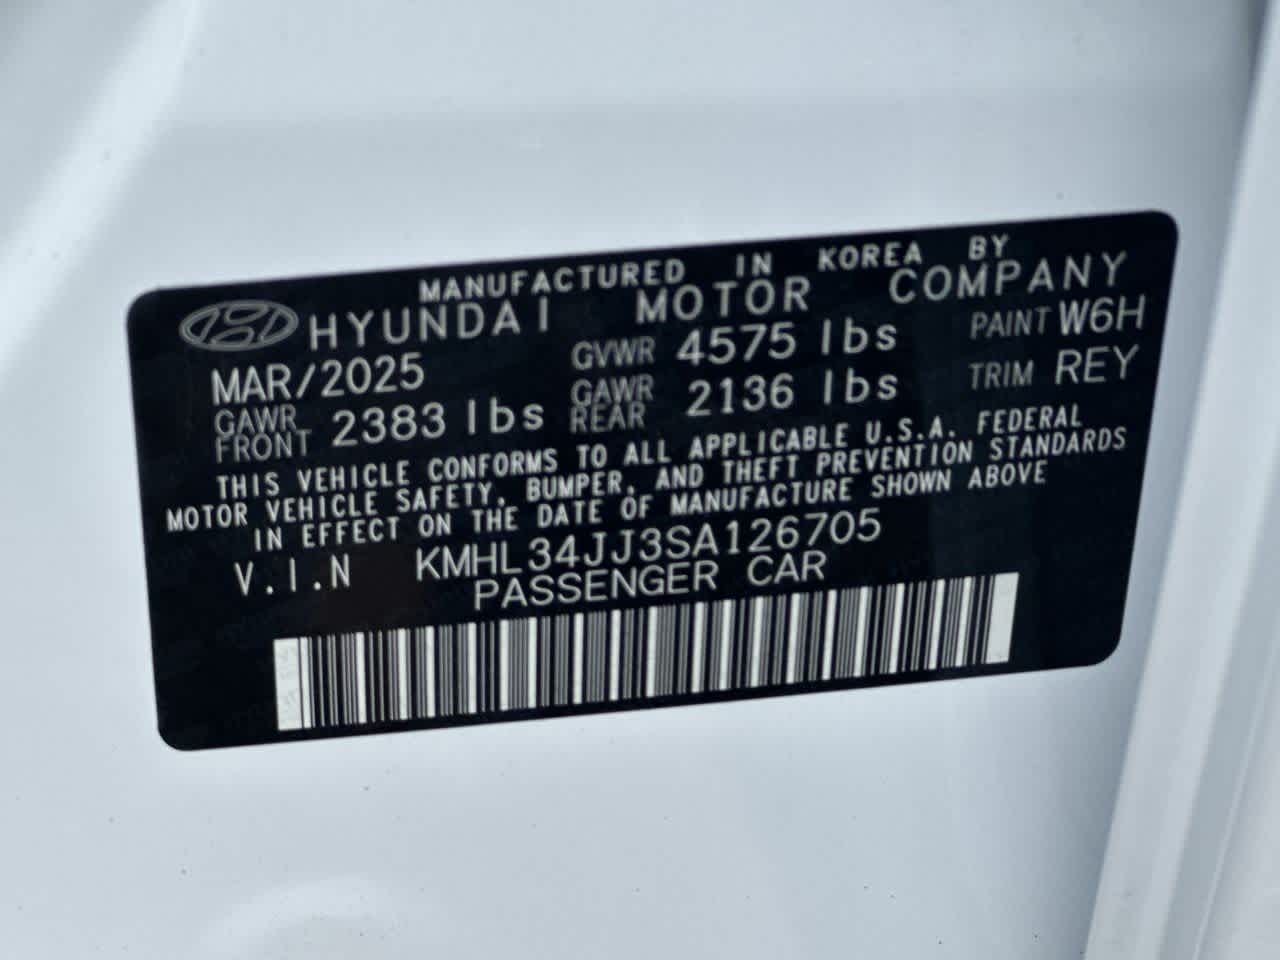 MANUFACTURED IN KOREA BY
HYUNDAI MOTOR COMPANY
MAR/2025 GVWR 4575 lbs PAINT W6H
GAWR FRONT 2383 lbs GAWR REAR 2136 lbs TRIM REY
THIS VEHICLE CONFORMS TO ALL APPLICABLE U.S.A. FEDERAL
MOTOR VEHICLE SAFETY, BUMPER, AND THEFT PREVENTION STANDARDS
IN EFFECT ON THE DATE OF MANUFACTURE SHOWN ABOVE
V.I.N KMHL34JJ3SA126705
PASSENGER CAR